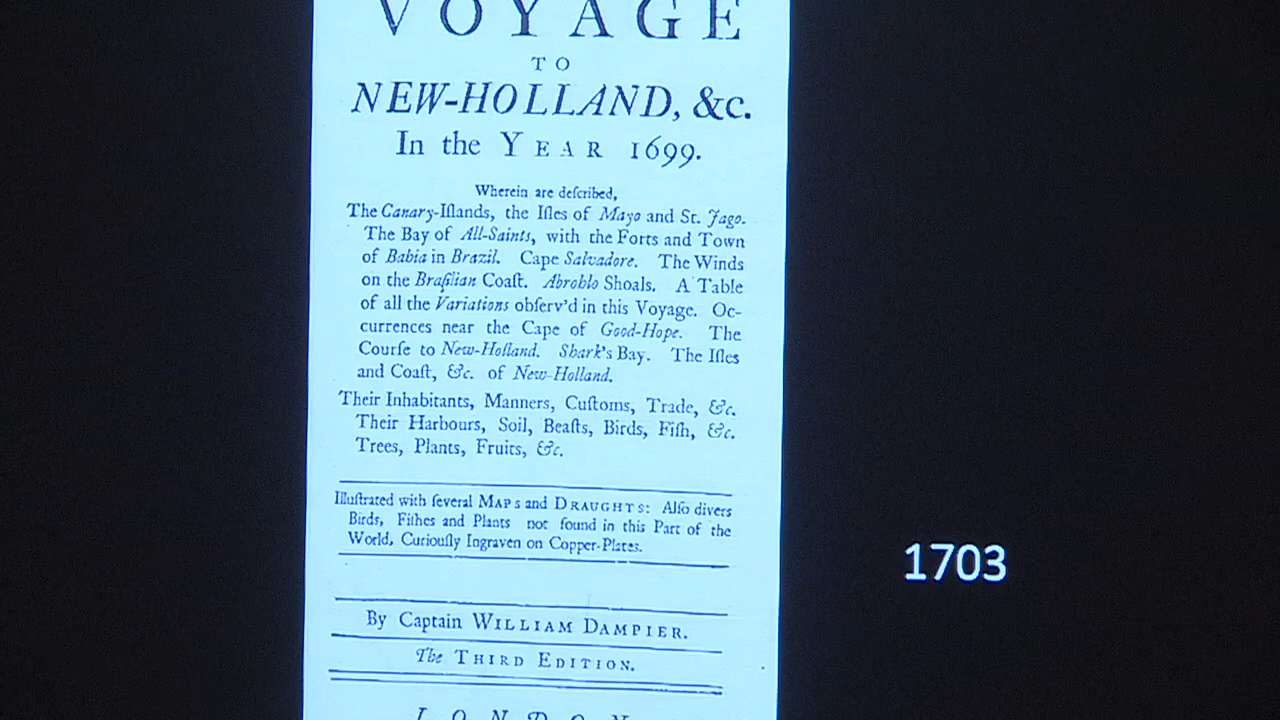 VOYAGE
TO
NEW-HOLLAND, &c.
In the YEAR 1699.
Wherein are deſcribed,
The Canary-Iſlands, the Iſles of Mayo and St. Jago.
The Bay of All-Saints, with the Forts and Town
of Babia in Brazil. Cape Salvadore. The Winds
on the Braſilian Coaſt. Abrohlo Shoals. A Table
of all the Variations obſerv'd in this Voyage. Oc-
currences near the Cape of Good-Hope. The
Courſe to New-Holland. Shark's Bay. The Iſles
and Coaſt, &c. of New-Holland.
Their Inhabitants, Manners, Cuſtoms, Trade, &c.
Their Harbours, Soil, Beaſts, Birds, Fiſh, &c.
Trees, Plants, Fruits, &c.
Illuſtrated with ſeveral MAPS and DRAUGHTS: Alſo divers
Birds, Fiſhes and Plants not found in this Part of the
World, Curiouſly Ingraven on Copper-Plates.
1703
By Captain WILLIAM DAMPIER.
The THIRD EDITION.
LONDON